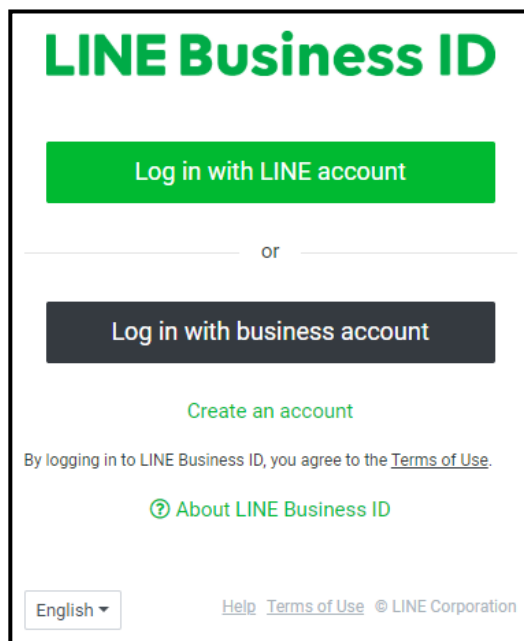 LINE Business ID
Log in with LINE account
or
Log in with business account
Create an account
By logging in to LINE Business ID, you agree to the Terms of Use.
About LINE Business ID
English
Help Terms of Use © LINE Corporation